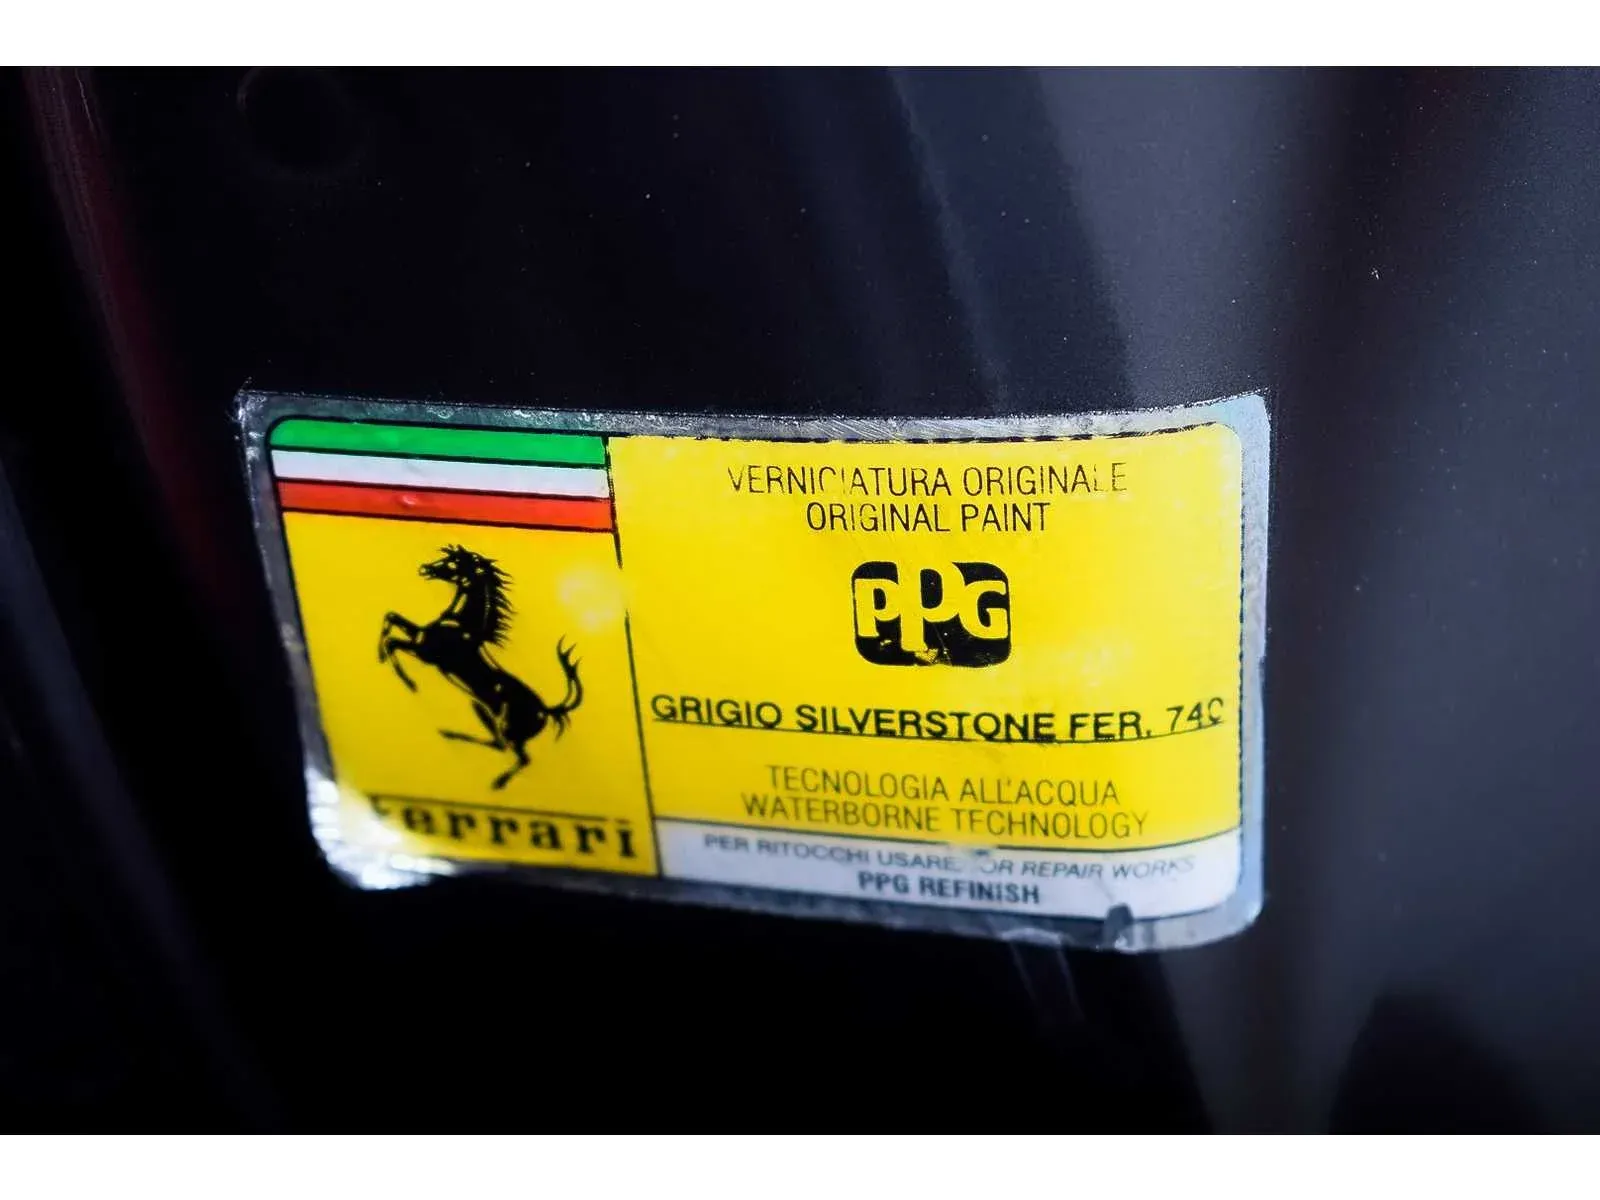 VERNICIATURA ORIGINALE
ORIGINAL PAINT
PPG
GRIGIO SILVERSTONE FER. 740
TECNOLOGIA ALL'ACQUA
WATERBORNE TECHNOLOGY
Ferrari
PER RITOCCHI USARE FOR REPAIR WORKS
PPG REFINISH